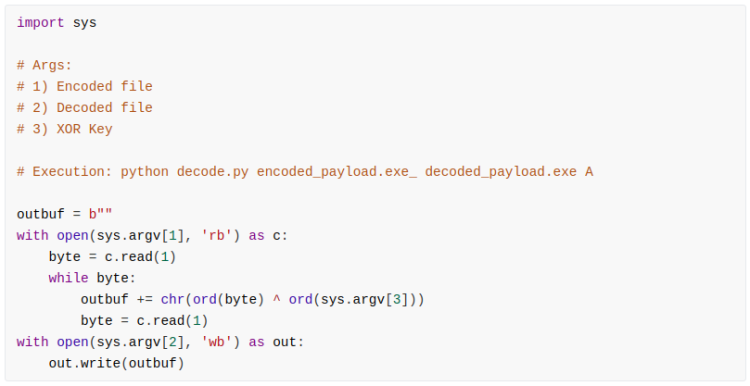 import sys
# Args:
# 1) Encoded file
# 2) Decoded file
# 3) XOR Key
# Execution: python decode.py encoded_payload.exe_ decoded_payload.exe A
outbuf = b""
with open(sys.argv[1], 'rb') as c:
    byte = c.read(1)
    while byte:
        outbuf += chr(ord(byte) ^ ord(sys.argv[3]))
        byte = c.read(1)
with open(sys.argv[2], 'wb') as out:
    out.write(outbuf)